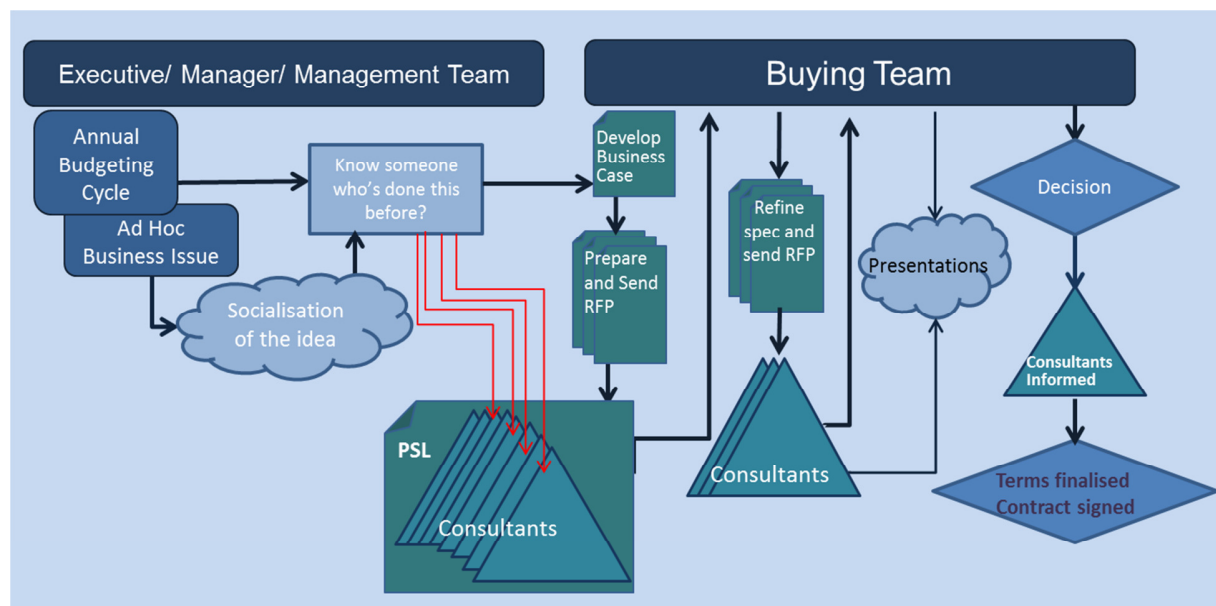 Executive/ Manager/ Management Team
Buying Team
Annual
Budgeting
Cycle
Ad Hoc
Business Issue
Socialisation
of the idea
Know someone
who's done this
before?
Develop
Business
Case
Prepare
and Send
RFP
PSL
Consultants
Refine
spec and
send RFP
Consultants
Presentations
Decision
Consultants
Informed
Terms finalised
Contract signed